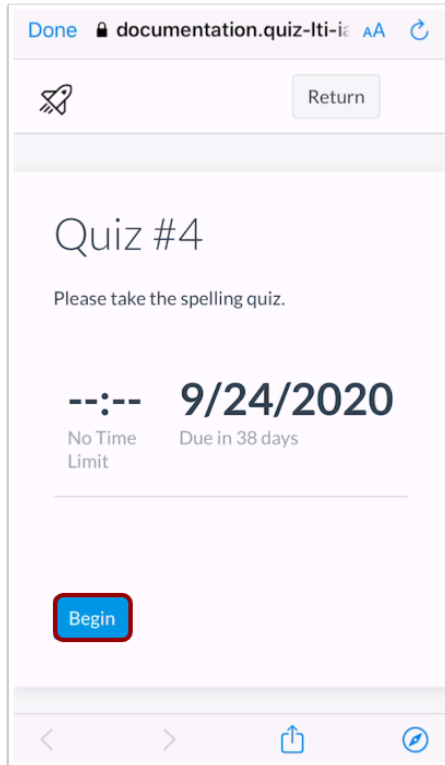 Done documentation.quiz-lti-ia AA
Return
Quiz #4
Please take the spelling quiz.
--:-- 9/24/2020
No Time Due in 38 days
Limit
Begin